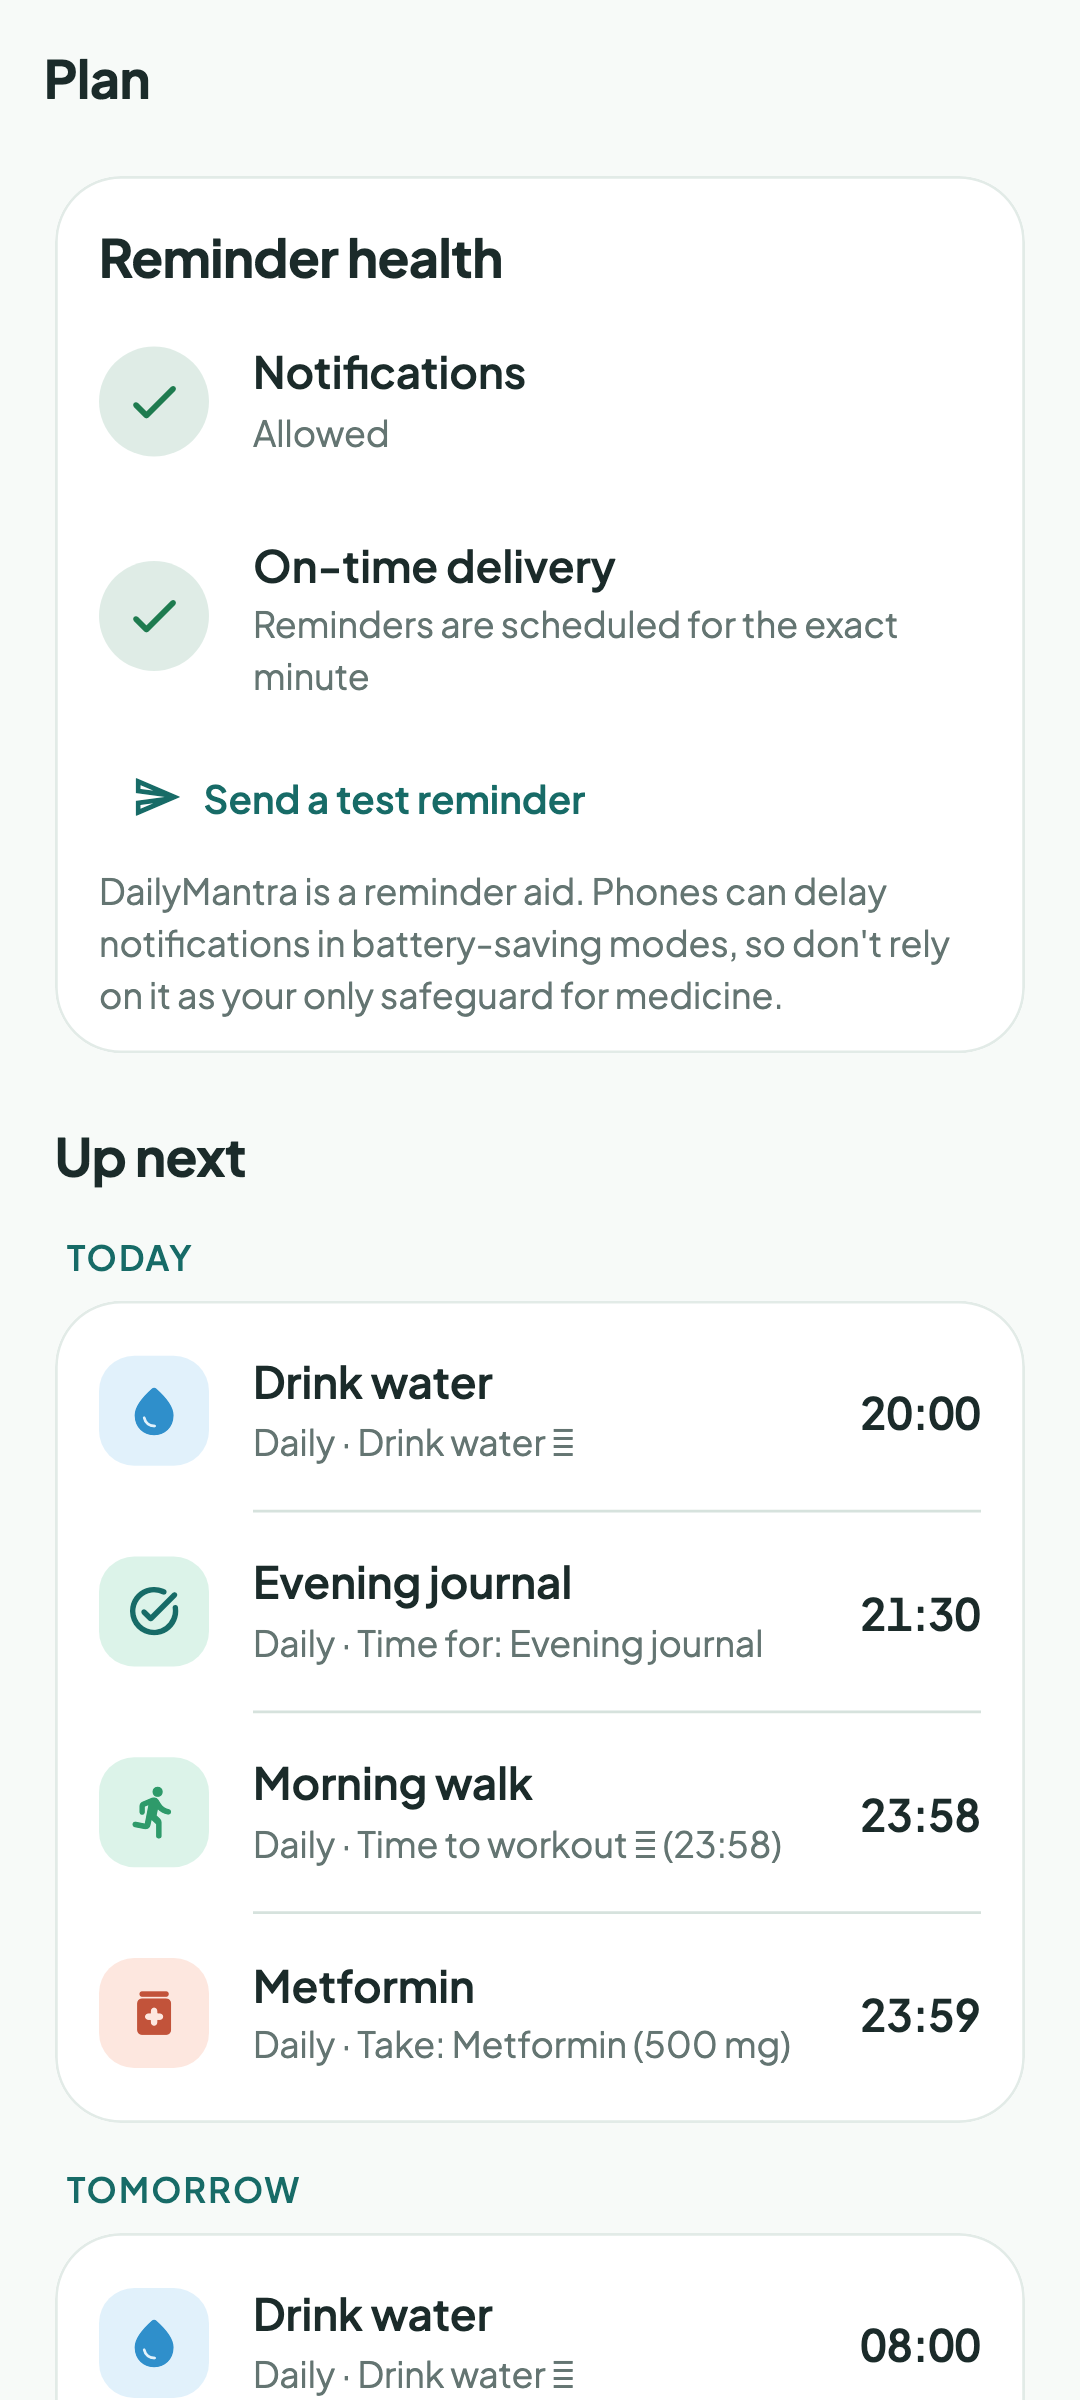 Plan
Reminder health
Notifications
Allowed
On-time delivery
Reminders are scheduled for the exact
minute
Send a test reminder
DailyMantra is a reminder aid. Phones can delay
notifications in battery-saving modes, so don't rely
on it as your only safeguard for medicine.
Up next
TODAY
Drink water
Daily · Drink water
20:00
Evening journal
Daily · Time for: Evening journal
21:30
Morning walk
Daily · Time to workout (23:58)
23:58
Metformin
Daily · Take: Metformin (500 mg)
23:59
TOMORROW
Drink water
Daily · Drink water
08:00